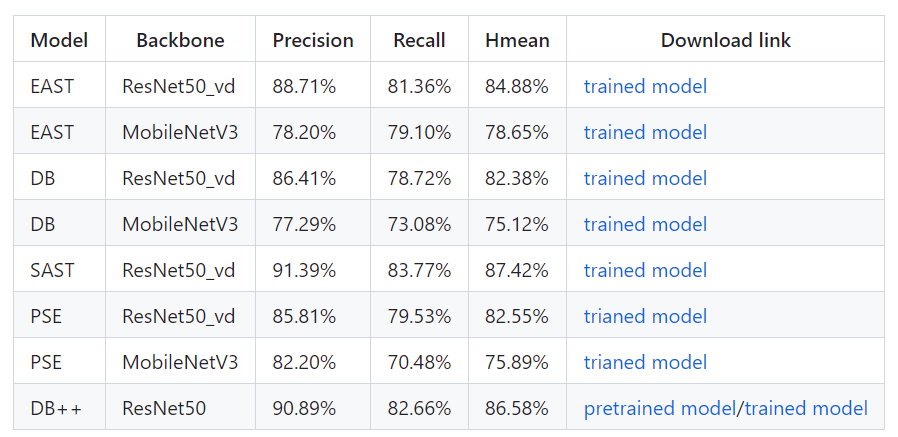 Model Backbone Precision Recall Hmean Download link
EAST ResNet50_vd 88.71% 81.36% 84.88% trained model
EAST MobileNetV3 78.20% 79.10% 78.65% trained model
DB ResNet50_vd 86.41% 78.72% 82.38% trained model
DB MobileNetV3 77.29% 73.08% 75.12% trained model
SAST ResNet50_vd 91.39% 83.77% 87.42% trained model
PSE ResNet50_vd 85.81% 79.53% 82.55% trianed model
PSE MobileNetV3 82.20% 70.48% 75.89% trianed model
DB++ ResNet50 90.89% 82.66% 86.58% pretrained model/trained model